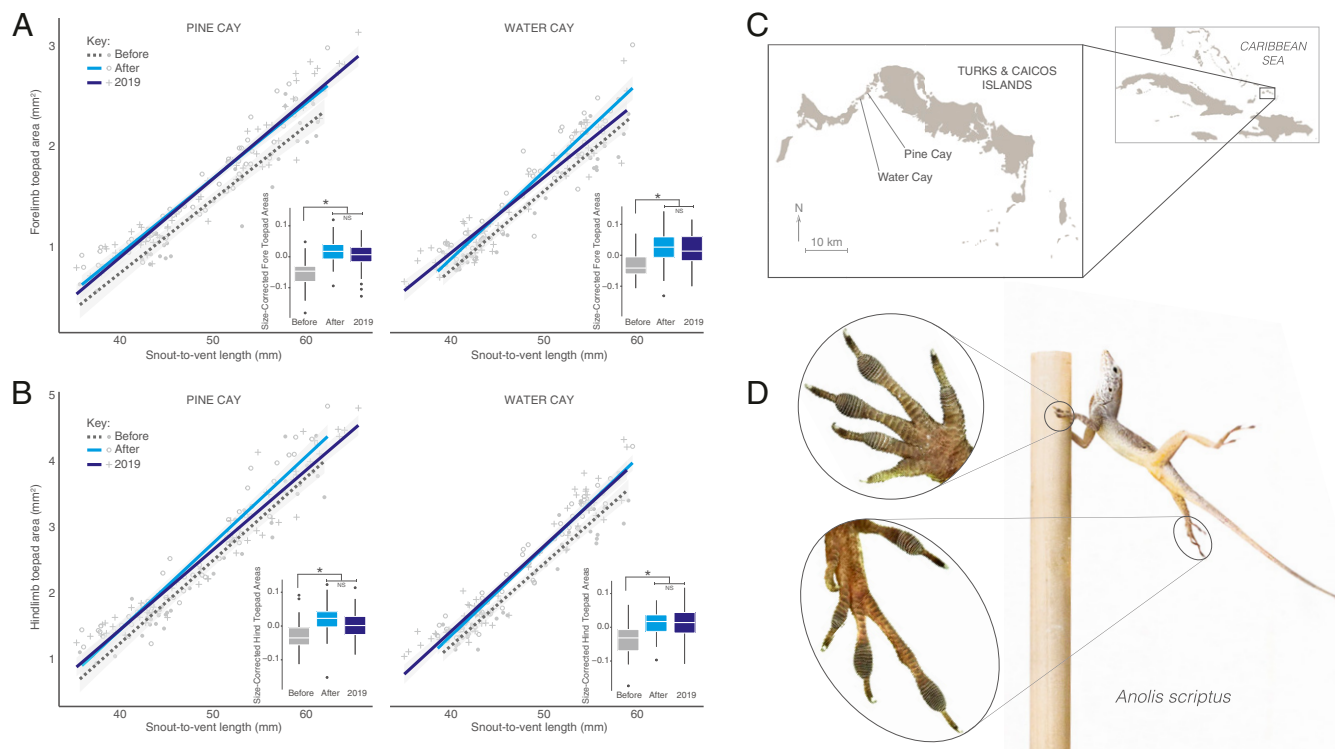 A
PINE CAY
WATER CAY
Key:
Before
After
2019
Forelimb toepad area (mm²)
3
2
1
40
50
60
Snout-to-vent length (mm)
Size-Corrected Fore Toepad Areas
0.1
0.0
−0.1
*
NS
Before
After
2019
40
50
60
Snout-to-vent length (mm)
Size-Corrected Fore Toepad Areas
0.1
0.0
−0.1
*
NS
Before
After
2019
B
PINE CAY
WATER CAY
Key:
Before
After
2019
Hindlimb toepad area (mm²)
5
4
3
2
1
40
50
60
Snout-to-vent length (mm)
Size-Corrected Hind Toepad Areas
0.1
0.0
−0.1
*
NS
Before
After
2019
40
50
60
Snout-to-vent length (mm)
Size-Corrected Hind Toepad Areas
0.1
0.0
−0.1
*
NS
Before
After
2019
C
TURKS & CAICOS
ISLANDS
Pine Cay
Water Cay
N
10 km
CARIBBEAN
SEA
D
Anolis scriptus